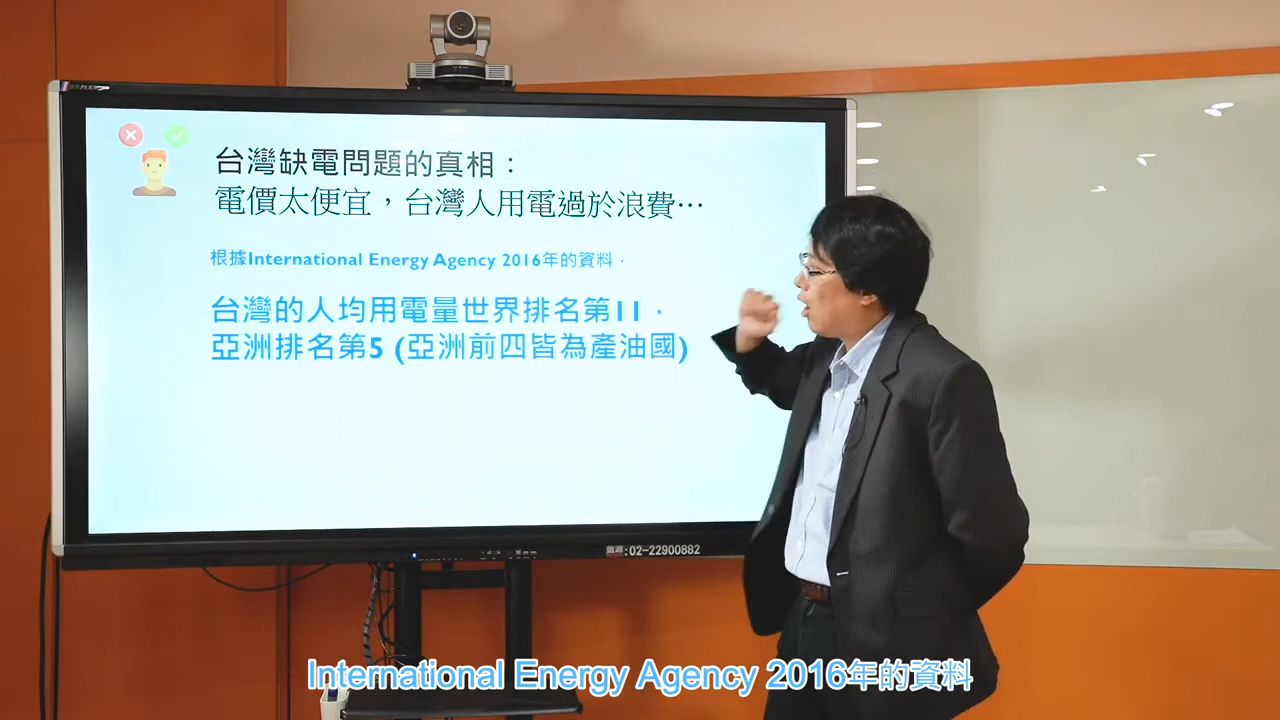 台灣缺電問題的真相：
電價太便宜，台灣人用電過於浪費…
根據International Energy Agency 2016年的資料，
台灣的人均用電量世界排名第11，
亞洲排名第5 (亞洲前四皆為產油國)
:02-22900882
International Energy Agency 2016年的資料